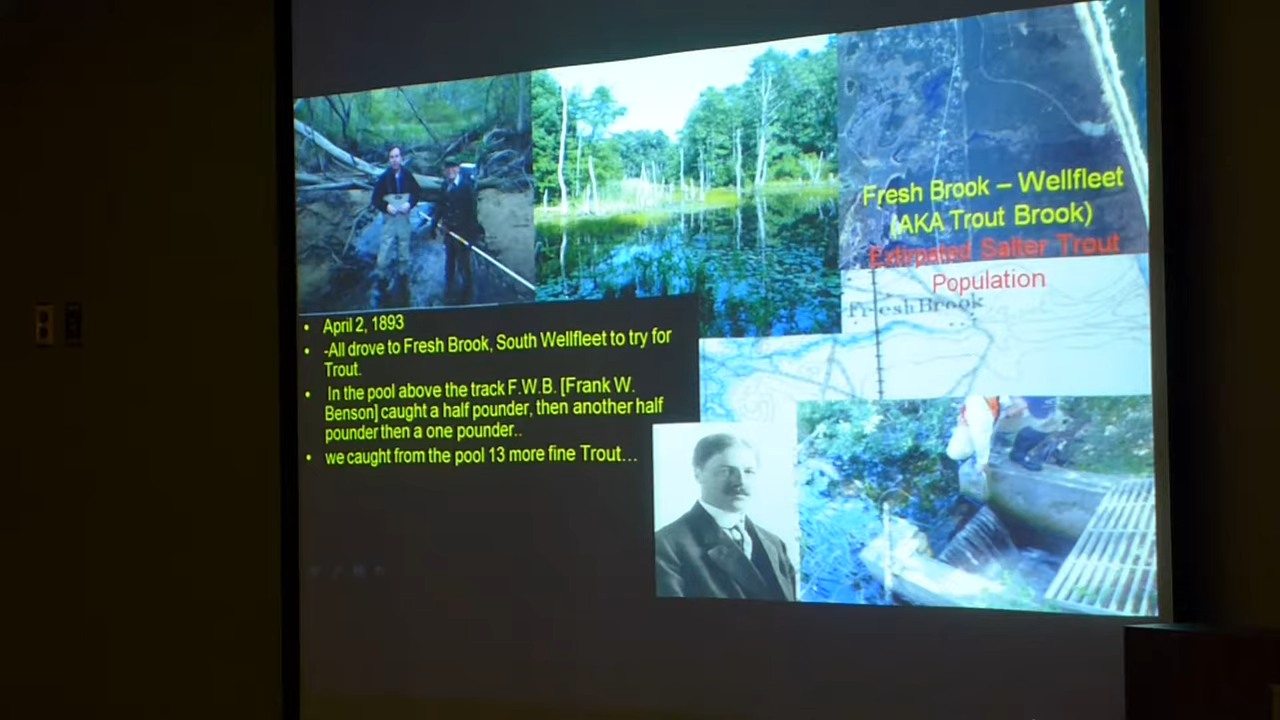 Fresh Brook – Wellfleet
(AKA Trout Brook)
Extirpated Salter Trout
Population
Fresh Brook
• April 2, 1893
• -All drove to Fresh Brook, South Wellfleet to try for
Trout.
• In the pool above the track F.W.B. [Frank W.
Benson] caught a half pounder, then another half
pounder then a one pounder..
• we caught from the pool 13 more fine Trout…